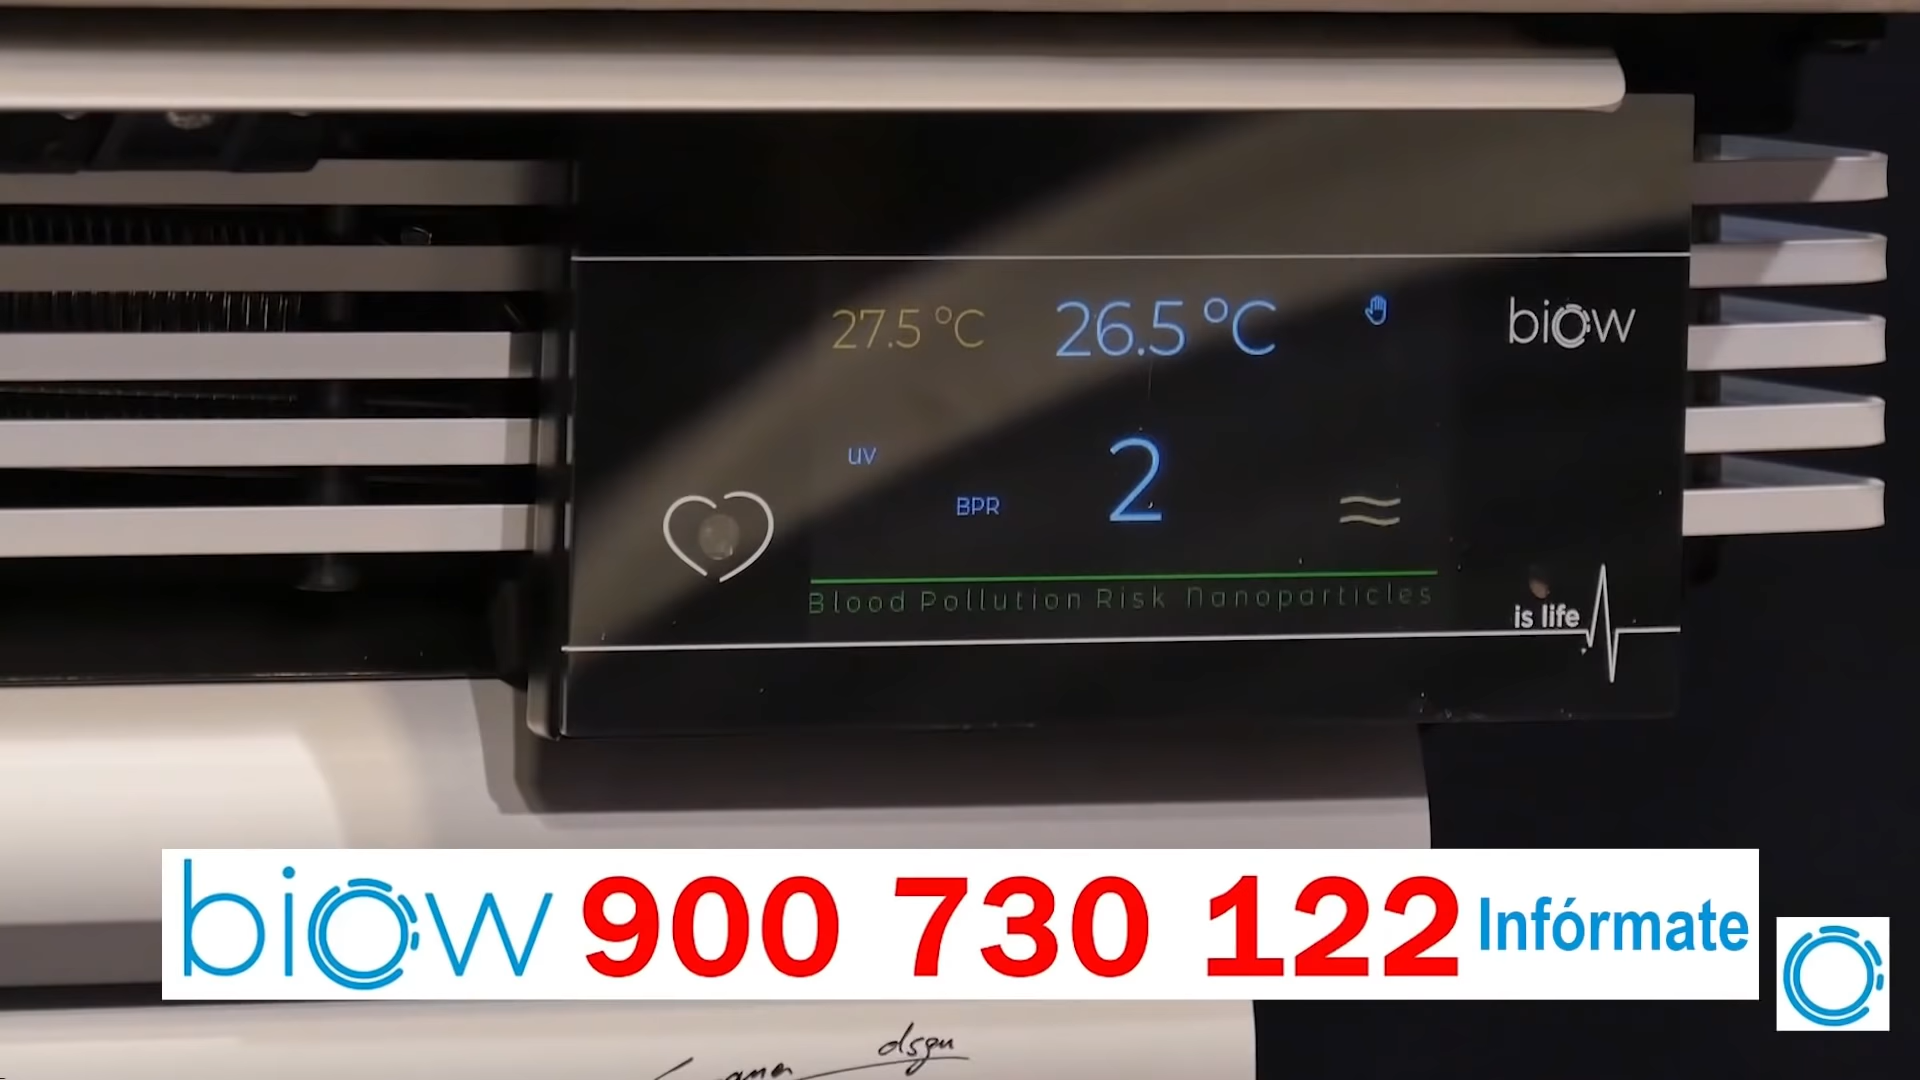 27.5 °C 26.5 °C
biow
uv
BPR 2
Blood Pollution Risk Nanoparticles
is life
biow 900 730 122 Infórmate
dsgn